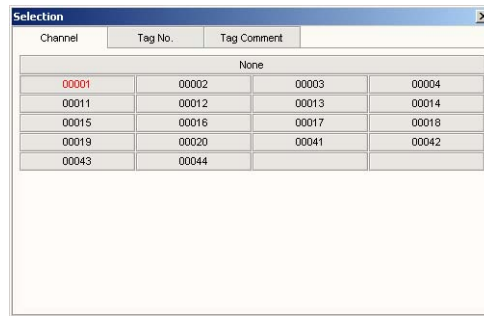 Selection
Channel Tag No. Tag Comment
None
00001 00002 00003 00004
00011 00012 00013 00014
00015 00016 00017 00018
00019 00020 00041 00042
00043 00044